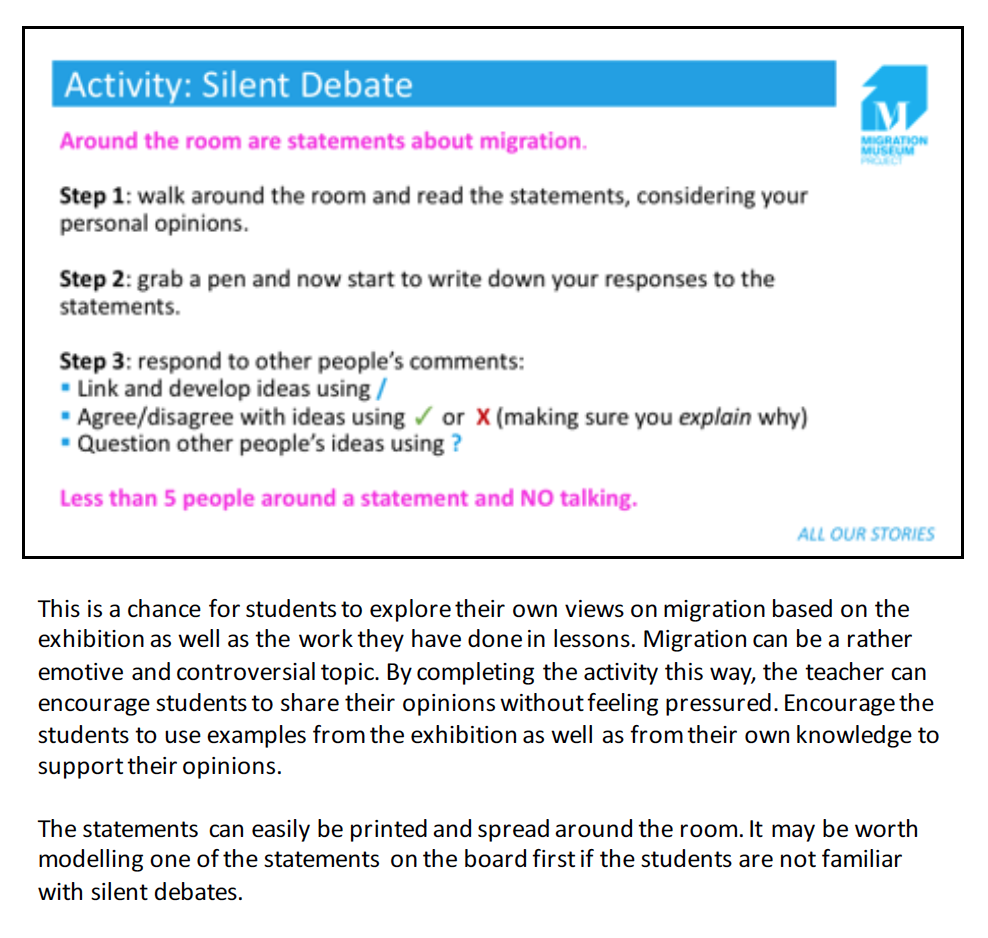 Activity: Silent Debate
M
MIGRATION
MUSEUM
PROJECT
Around the room are statements about migration.
Step 1: walk around the room and read the statements, considering your
personal opinions.
Step 2: grab a pen and now start to write down your responses to the
statements.
Step 3: respond to other people's comments:
▪ Link and develop ideas using /
▪ Agree/disagree with ideas using ✓ or X (making sure you explain why)
▪ Question other people's ideas using ?
Less than 5 people around a statement and NO talking.
ALL OUR STORIES
This is a chance for students to explore their own views on migration based on the
exhibition as well as the work they have done in lessons. Migration can be a rather
emotive and controversial topic. By completing the activity this way, the teacher can
encourage students to share their opinions without feeling pressured. Encourage the
students to use examples from the exhibition as well as from their own knowledge to
support their opinions.
The statements can easily be printed and spread around the room. It may be worth
modelling one of the statements on the board first if the students are not familiar
with silent debates.